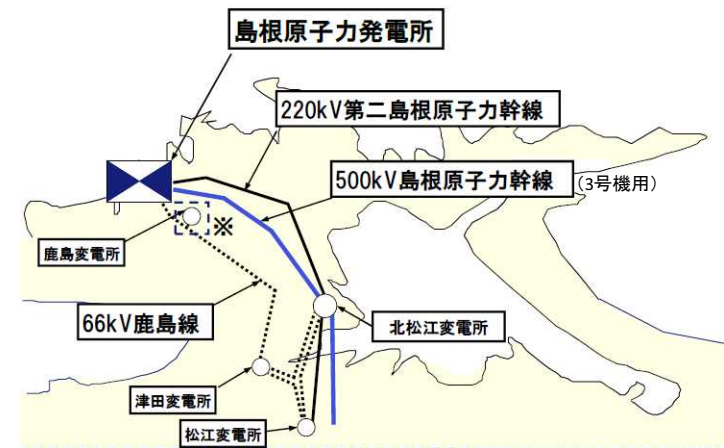 島根原子力発電所
220kV第二島根原子力幹線
500kV島根原子力幹線 (3号機用)
※
鹿島変電所
66kV鹿島線
北松江変電所
津田変電所
松江変電所